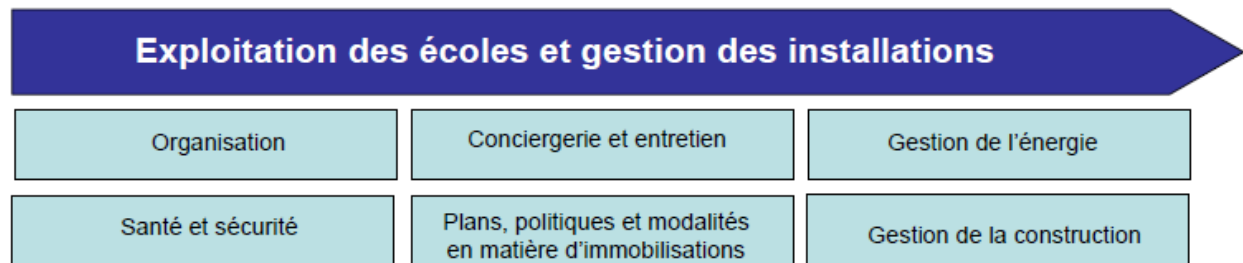 Exploitation des écoles et gestion des installations
Organisation
Conciergerie et entretien
Gestion de l’énergie
Santé et sécurité
Plans, politiques et modalités
en matière d’immobilisations
Gestion de la construction